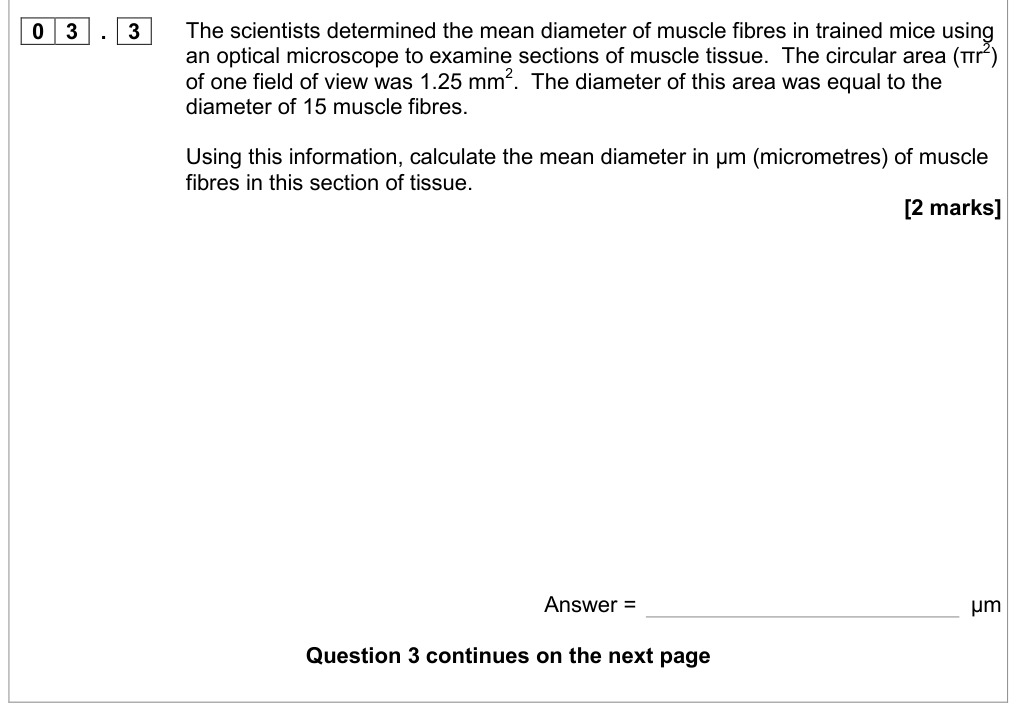 0 3 . 3 The scientists determined the mean diameter of muscle fibres in trained mice using
an optical microscope to examine sections of muscle tissue. The circular area (πr²)
of one field of view was 1.25 mm². The diameter of this area was equal to the
diameter of 15 muscle fibres.
Using this information, calculate the mean diameter in μm (micrometres) of muscle
fibres in this section of tissue.
[2 marks]
Answer = μm
Question 3 continues on the next page